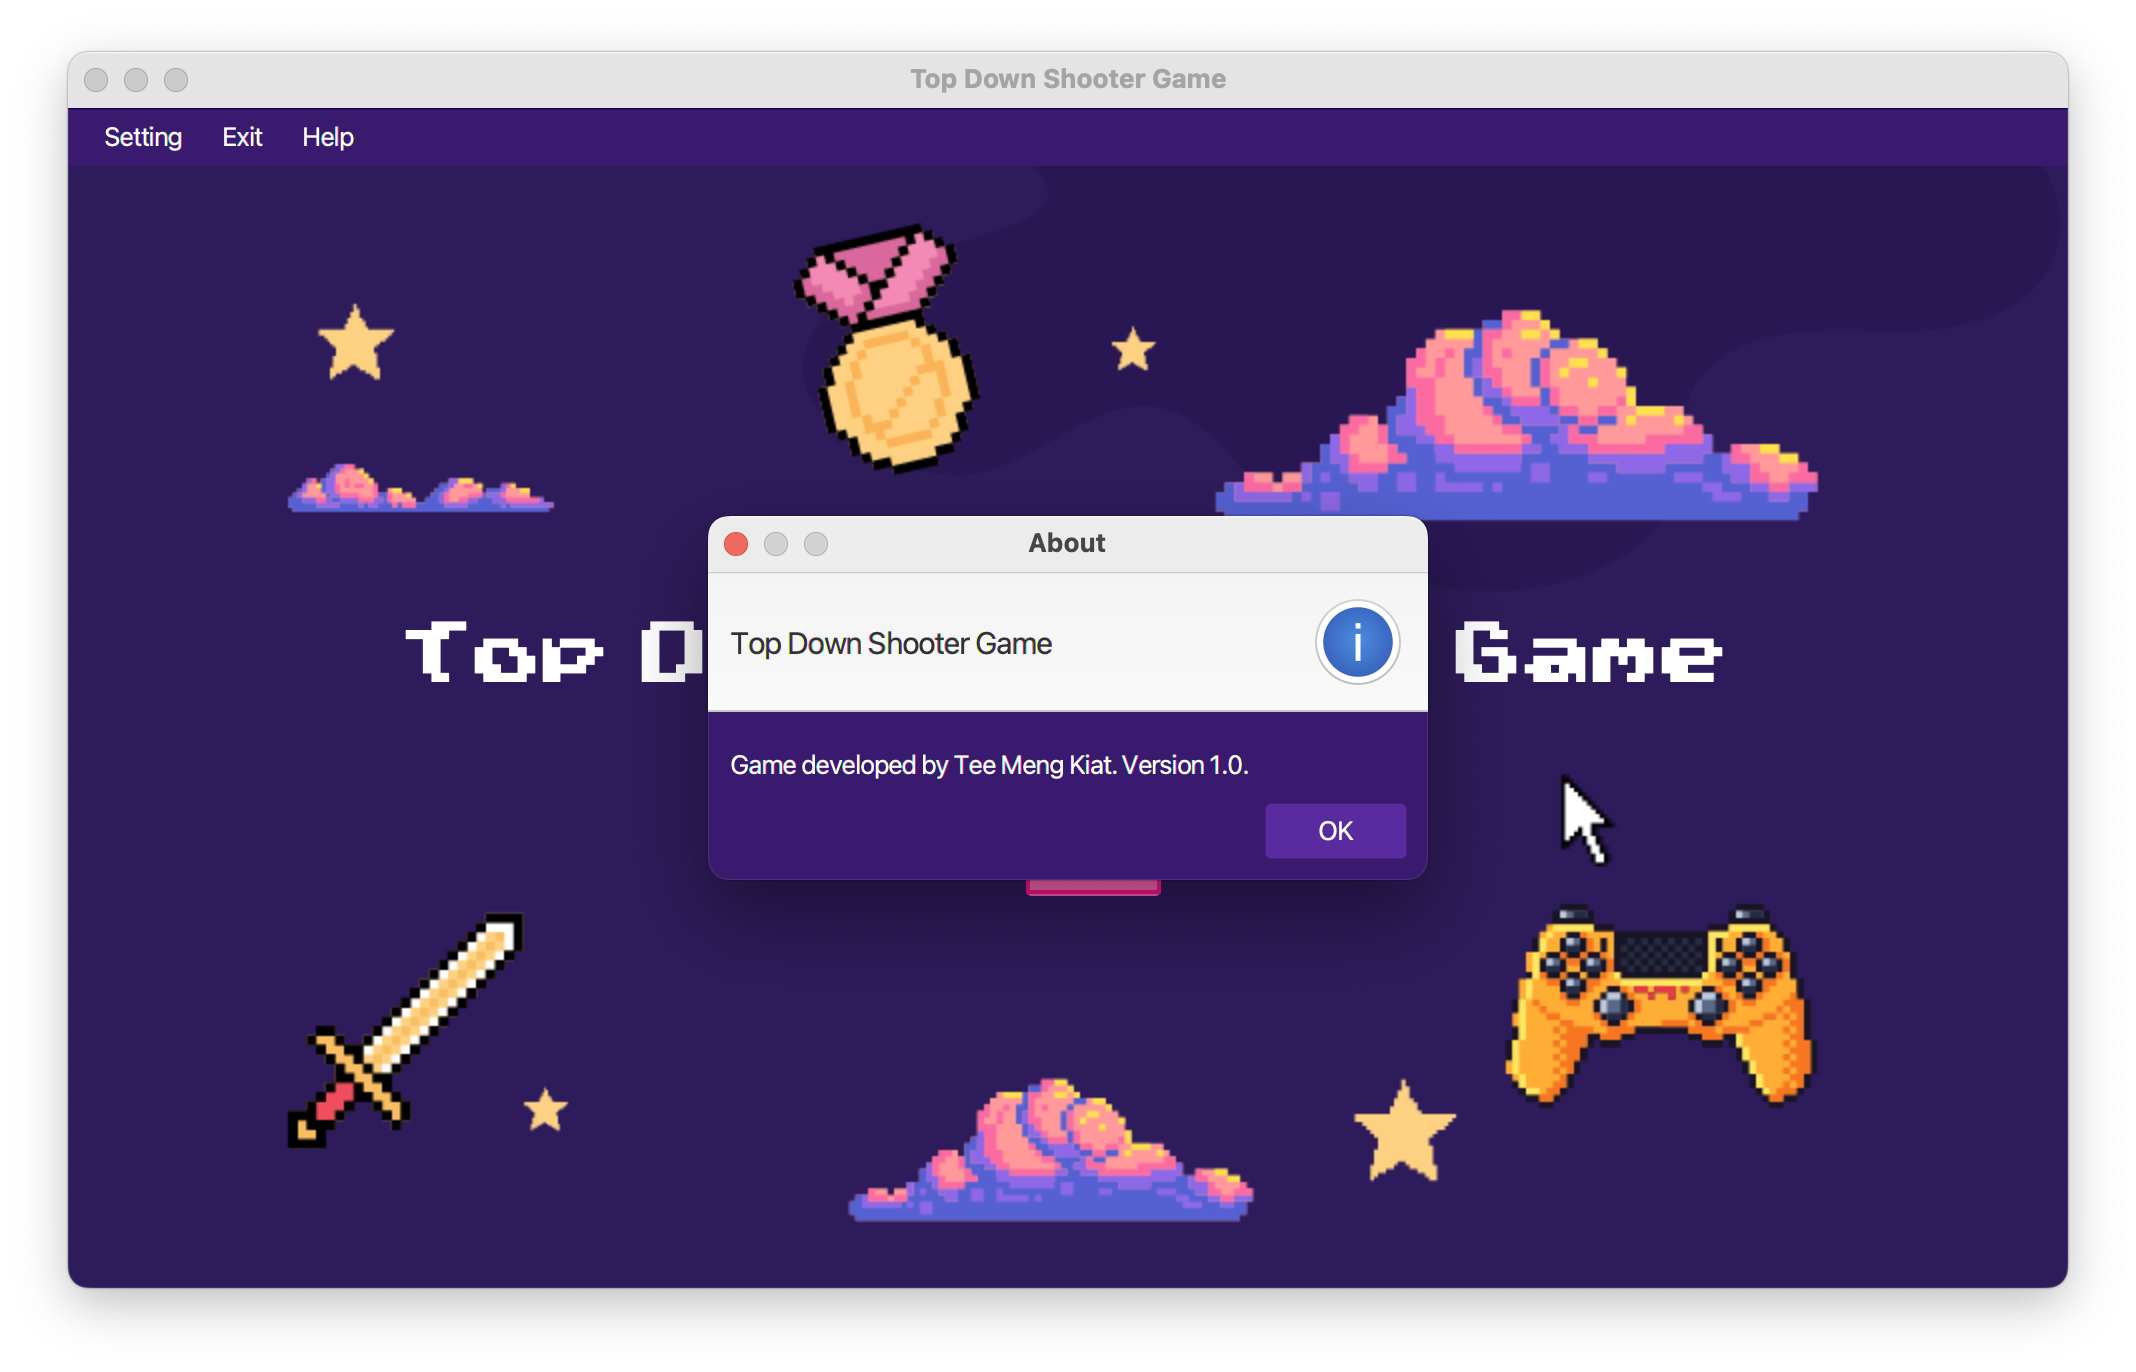 Top Down Shooter Game
Setting Exit Help
About
Top Down Shooter Game
Top D Game
Game developed by Tee Meng Kiat. Version 1.0.
OK